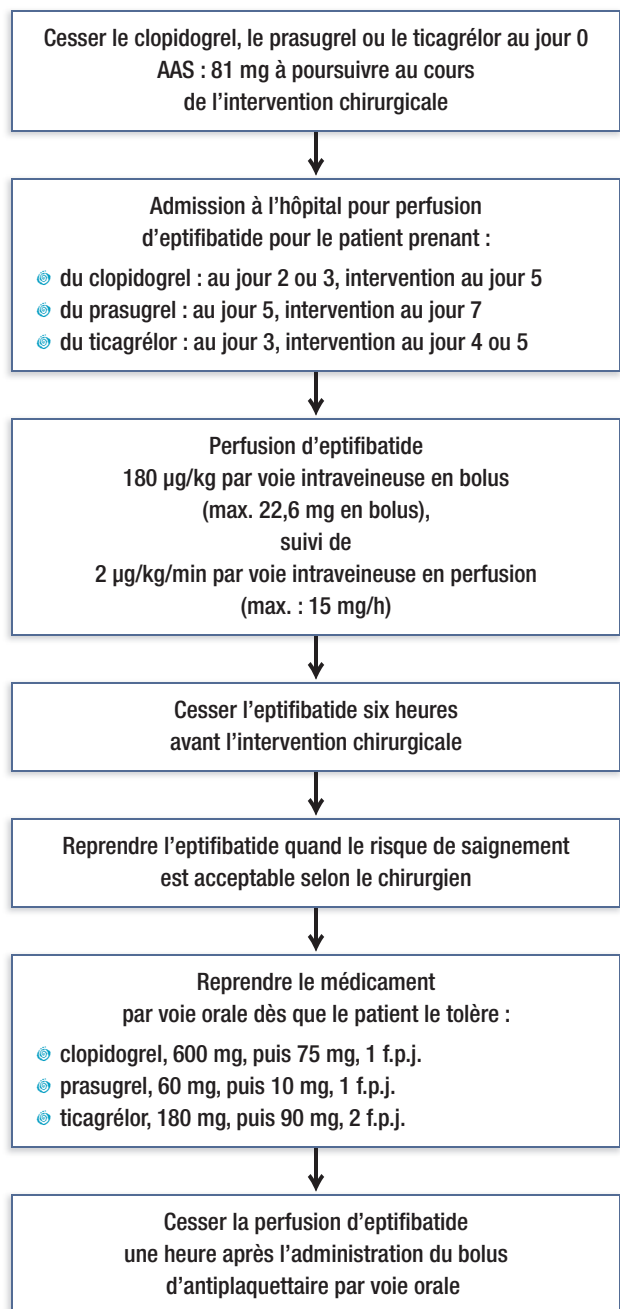 Cesser le clopidogrel, le prasugrel ou le ticagrélor au jour 0
AAS : 81 mg à poursuivre au cours
de l’intervention chirurgicale
Admission à l’hôpital pour perfusion
d’eptifibatide pour le patient prenant :
du clopidogrel : au jour 2 ou 3, intervention au jour 5
du prasugrel : au jour 5, intervention au jour 7
du ticagrélor : au jour 3, intervention au jour 4 ou 5
Perfusion d’eptifibatide
180 µg/kg par voie intraveineuse en bolus
(max. 22,6 mg en bolus),
suivi de
2 µg/kg/min par voie intraveineuse en perfusion
(max. : 15 mg/h)
Cesser l’eptifibatide six heures
avant l’intervention chirurgicale
Reprendre l’eptifibatide quand le risque de saignement
est acceptable selon le chirurgien
Reprendre le médicament
par voie orale dès que le patient le tolère :
clopidogrel, 600 mg, puis 75 mg, 1 f.p.j.
prasugrel, 60 mg, puis 10 mg, 1 f.p.j.
ticagrélor, 180 mg, puis 90 mg, 2 f.p.j.
Cesser la perfusion d’eptifibatide
une heure après l’administration du bolus
d’antiplaquettaire par voie orale